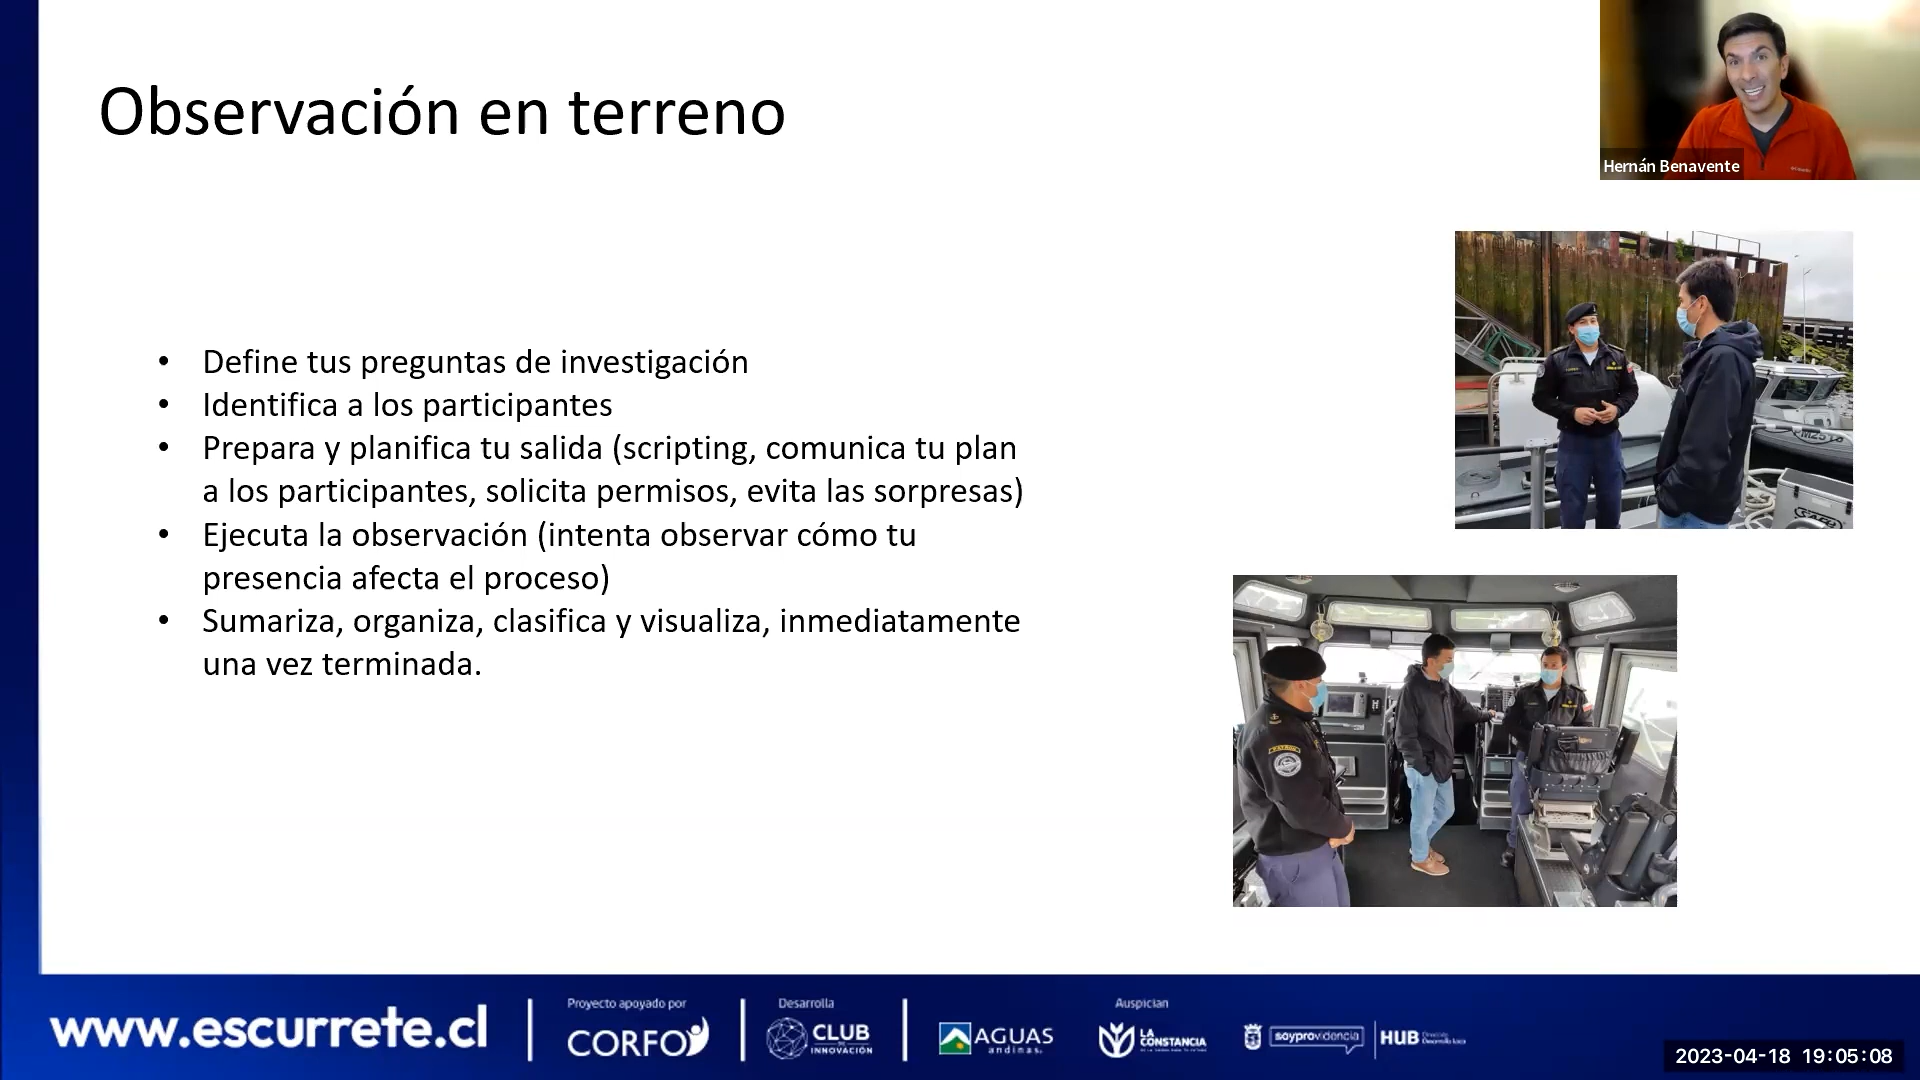 Observación en terreno
Hernán Benavente
• Define tus preguntas de investigación
• Identifica a los participantes
• Prepara y planifica tu salida (scripting, comunica tu plan
a los participantes, solicita permisos, evita las sorpresas)
• Ejecuta la observación (intenta observar cómo tu
presencia afecta el proceso)
• Sumariza, organiza, clasifica y visualiza, inmediatamente
una vez terminada.
PATRON
www.escurrete.cl
Proyecto apoyado por
CORFO
Desarrolla
CLUB
DE
INNOVACIÓN
Auspician
AGUAS
andinas.
LA
CONSTANCIA
soyprovidencia
HUB
2023-04-18 19:05:08